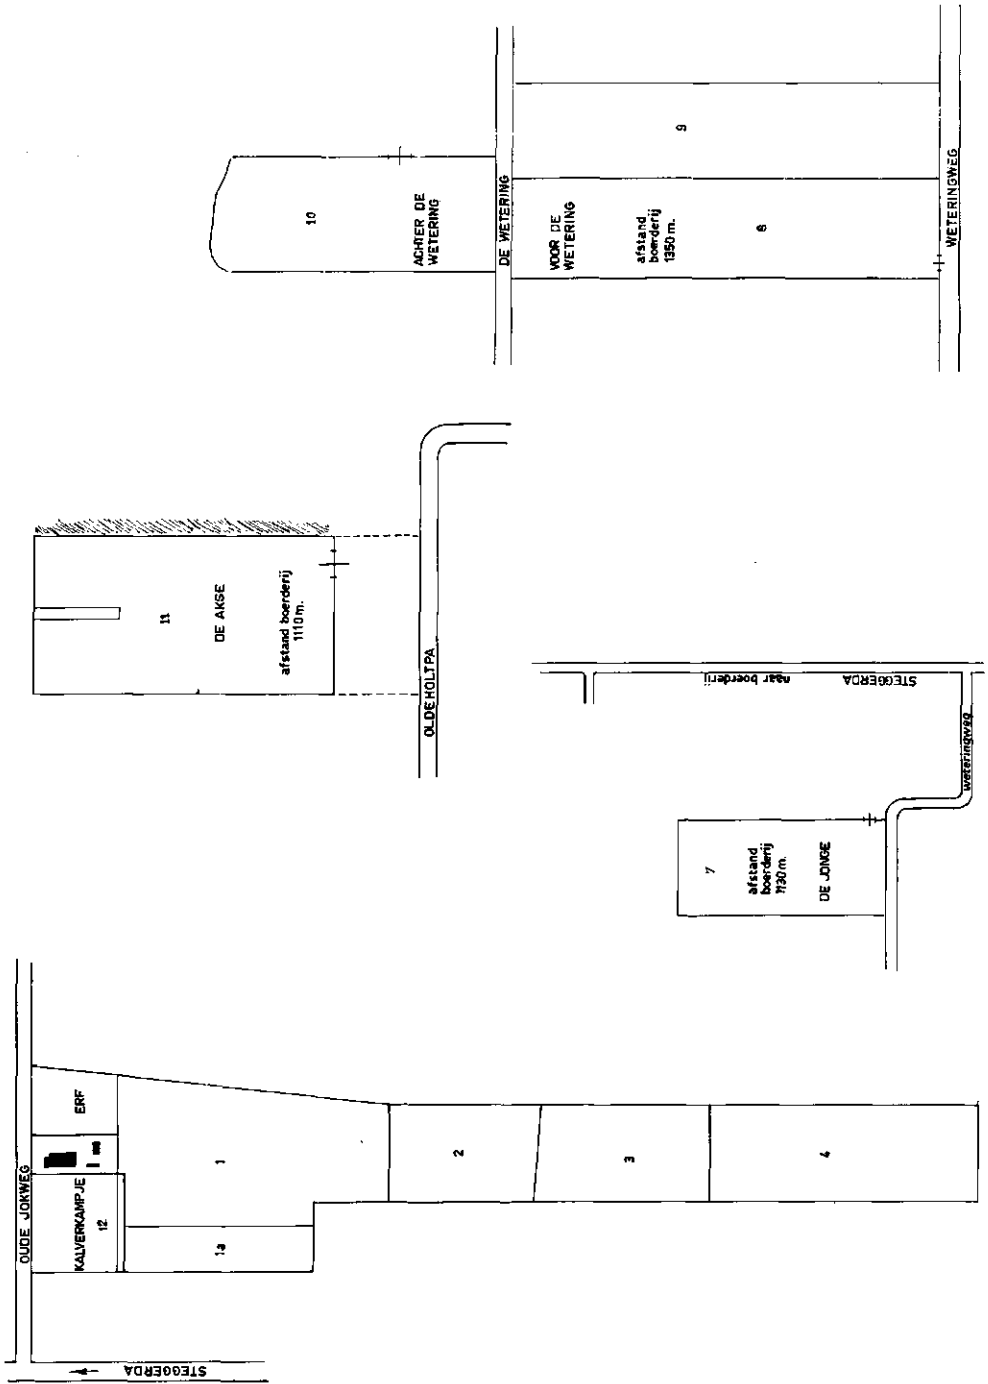 OUDE JOKWEG
KALVERKAMPJE
12
ERF
1
1a
2
3
4
STEGGERDA
11
DE AKSE
afstand boerderij
1110 m.
OLDEHOLTPA
7
afstand
boerderij
1130 m.
DE JONGE
weteringweg
STEGGERDA
naar boerderij
10
ACHTER DE
WETERING
DE WETERING
VOOR DE
WETERING
afstand
boerderij
1350 m.
8
9
WETERINGWEG